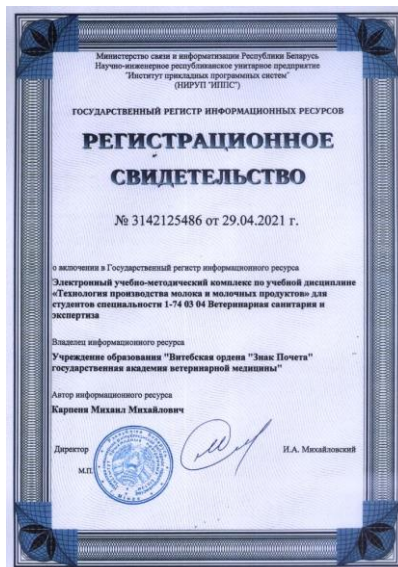 Министерство связи и информатизации Республики Беларусь
Научно-инженерное республиканское унитарное предприятие
"Институт прикладных программных систем"
(НИРУП "ИППС")
ГОСУДАРСТВЕННЫЙ РЕГИСТР ИНФОРМАЦИОННЫХ РЕСУРСОВ
РЕГИСТРАЦИОННОЕ
СВИДЕТЕЛЬСТВО
№ 3142125486 от 29.04.2021 г.
о включении в Государственный регистр информационного ресурса
Электронный учебно-методический комплекс по учебной дисциплине
«Технология производства молока и молочных продуктов» для
студентов специальности 1-74 03 04 Ветеринарная санитария и
экспертиза
Владелец информационного ресурса
Учреждение образования "Витебская ордена "Знак Почета"
государственная академия ветеринарной медицины"
Автор информационного ресурса
Карпеня Михаил Михайлович
Директор
И.А. Михайловский
М.П.